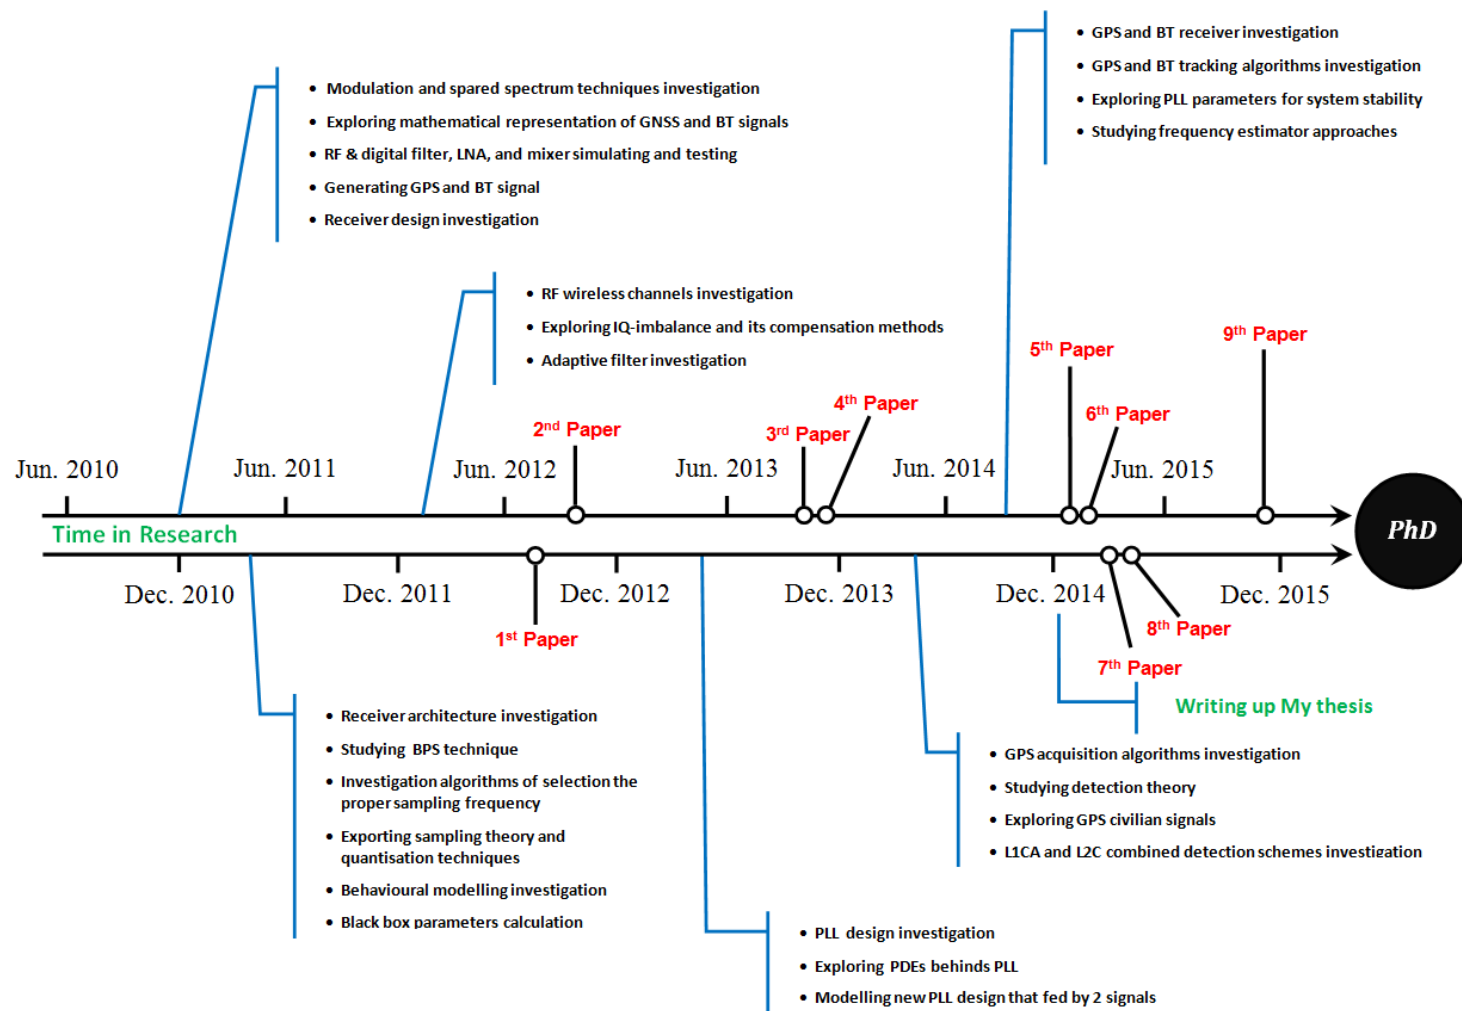 • GPS and BT receiver investigation
• GPS and BT tracking algorithms investigation
• Exploring PLL parameters for system stability
• Studying frequency estimator approaches
• Modulation and spared spectrum techniques investigation
• Exploring mathematical representation of GNSS and BT signals
• RF & digital filter, LNA, and mixer simulating and testing
• Generating GPS and BT signal
• Receiver design investigation
• RF wireless channels investigation
• Exploring IQ-imbalance and its compensation methods
• Adaptive filter investigation
2nd Paper
3rd Paper
4th Paper
5th Paper
6th Paper
9th Paper
Jun. 2010
Jun. 2011
Jun. 2012
Jun. 2013
Jun. 2014
Jun. 2015
Time in Research
PhD
Dec. 2010
Dec. 2011
Dec. 2012
Dec. 2013
Dec. 2014
Dec. 2015
1st Paper
8th Paper
7th Paper
Writing up My thesis
• Receiver architecture investigation
• Studying BPS technique
• Investigation algorithms of selection the
proper sampling frequency
• Exporting sampling theory and
quantisation techniques
• Behavioural modelling investigation
• Black box parameters calculation
• GPS acquisition algorithms investigation
• Studying detection theory
• Exploring GPS civilian signals
• L1CA and L2C combined detection schemes investigation
• PLL design investigation
• Exploring PDEs behinds PLL
• Modelling new PLL design that fed by 2 signals